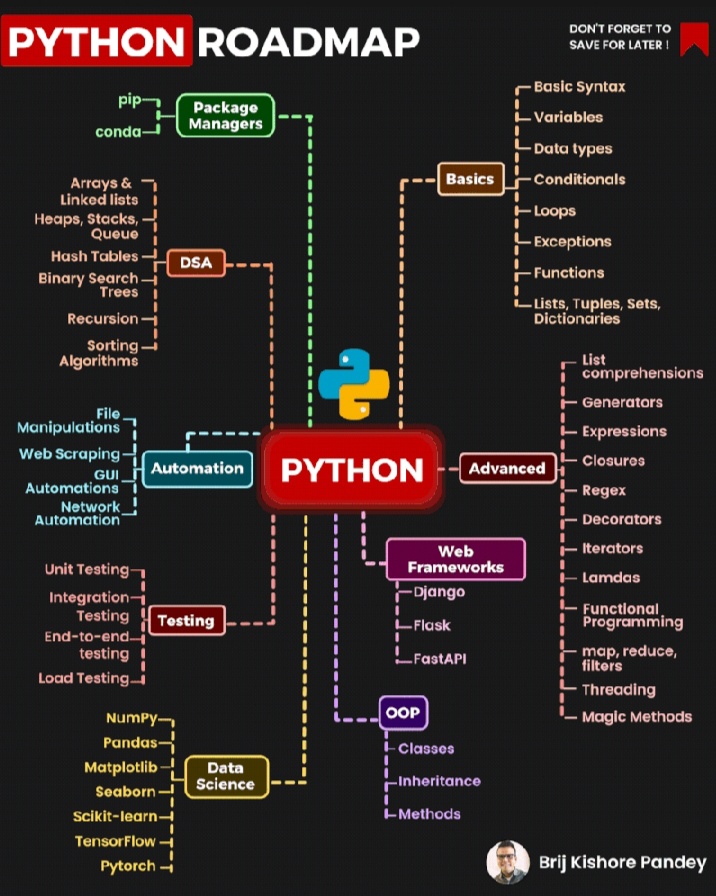 PYTHON ROADMAP
DON'T FORGET TO
SAVE FOR LATER !
Package
Managers
pip
conda
Basics
Basic Syntax
Variables
Data types
Conditionals
Loops
Exceptions
Functions
Lists, Tuples, Sets,
Dictionaries
DSA
Arrays &
Linked lists
Heaps, Stacks,
Queue
Hash Tables
Binary Search
Trees
Recursion
Sorting
Algorithms
PYTHON
Advanced
List
comprehensions
Generators
Expressions
Closures
Regex
Decorators
Iterators
Lamdas
Functional
Programming
map, reduce,
filters
Threading
Magic Methods
Automation
File
Manipulations
Web Scraping
GUI
Automations
Network
Automation
Web
Frameworks
Django
Flask
FastAPI
Testing
Unit Testing
Integration
Testing
End-to-end
testing
Load Testing
OOP
Classes
Inheritance
Methods
Data
Science
NumPy
Pandas
Matplotlib
Seaborn
Scikit-learn
TensorFlow
Pytorch
Brij Kishore Pandey